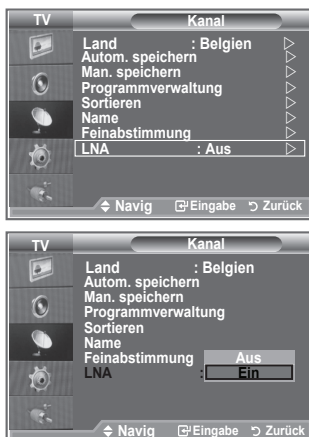 TV Kanal
Land : Belgien
Autom. speichern
Man. speichern
Programmverwaltung
Sortieren
Name
Feinabstimmung
LNA : Aus
Navig Eingabe Zurück
TV Kanal
Land : Belgien
Autom. speichern
Man. speichern
Programmverwaltung
Sortieren
Name
Feinabstimmung Aus
LNA : Ein
Navig Eingabe Zurück